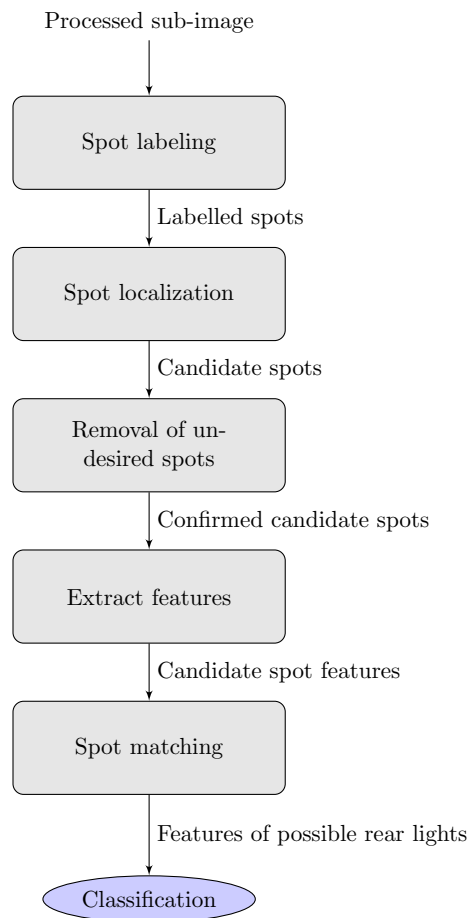 Processed sub-image
Spot labeling
Labelled spots
Spot localization
Candidate spots
Removal of un-
desired spots
Confirmed candidate spots
Extract features
Candidate spot features
Spot matching
Features of possible rear lights
Classification